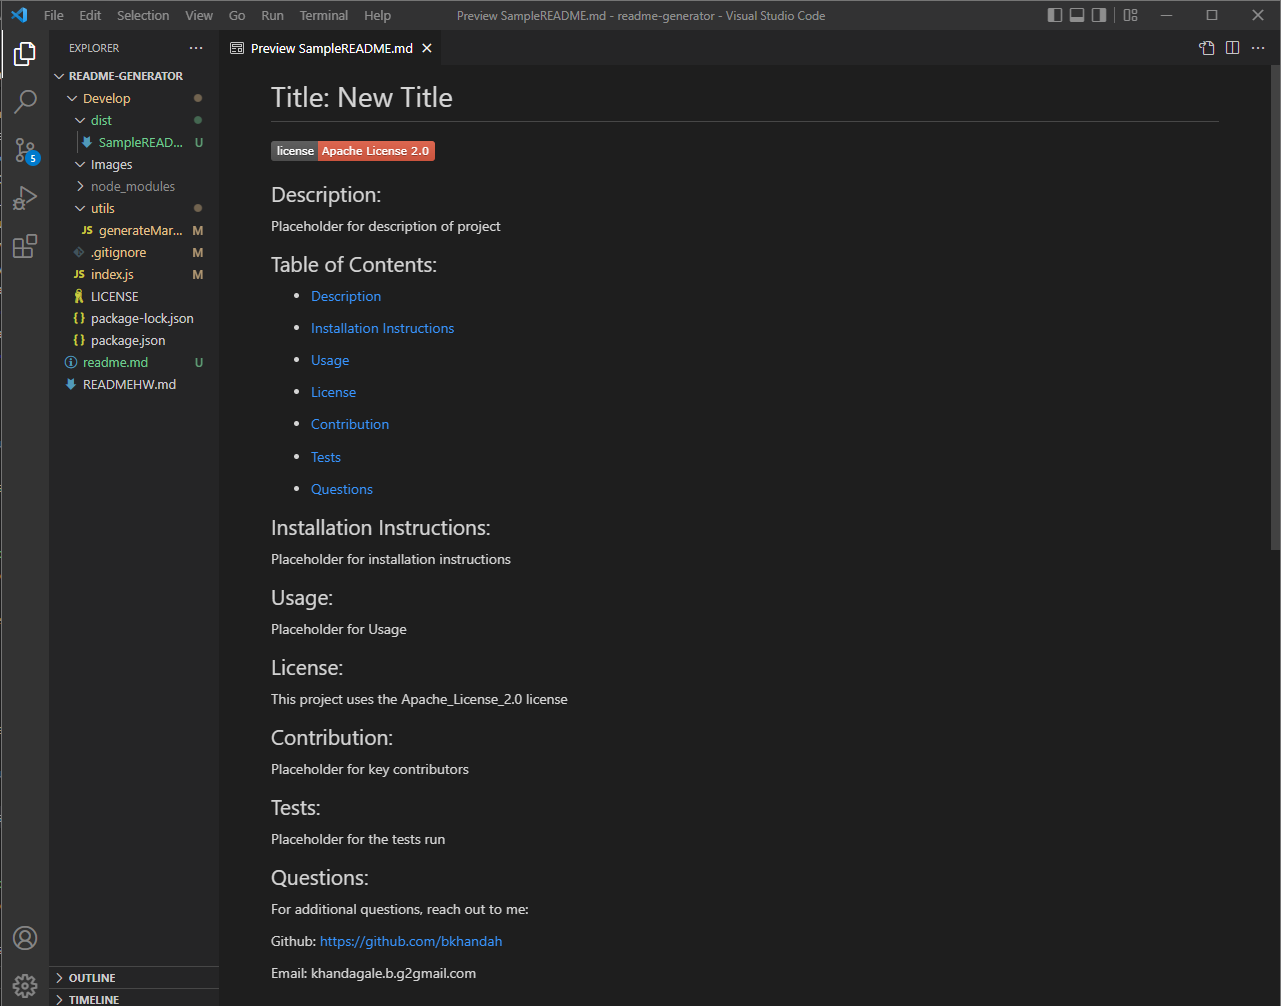 File Edit Selection View Go Run Terminal Help Preview SampleREADME.md - readme-generator - Visual Studio Code
EXPLORER
Preview SampleREADME.md
README-GENERATOR
Develop
dist
SampleREAD... U
Images
node_modules
utils
JS generateMar... M
.gitignore M
JS index.js M
LICENSE
{} package-lock.json
{} package.json
readme.md U
READMEHW.md
5
OUTLINE
TIMELINE
Title: New Title
license Apache License 2.0
Description:
Placeholder for description of project
Table of Contents:
• Description
• Installation Instructions
• Usage
• License
• Contribution
• Tests
• Questions
Installation Instructions:
Placeholder for installation instructions
Usage:
Placeholder for Usage
License:
This project uses the Apache_License_2.0 license
Contribution:
Placeholder for key contributors
Tests:
Placeholder for the tests run
Questions:
For additional questions, reach out to me:
Github: https://github.com/bkhandah
Email: khandagale.b.g2gmail.com